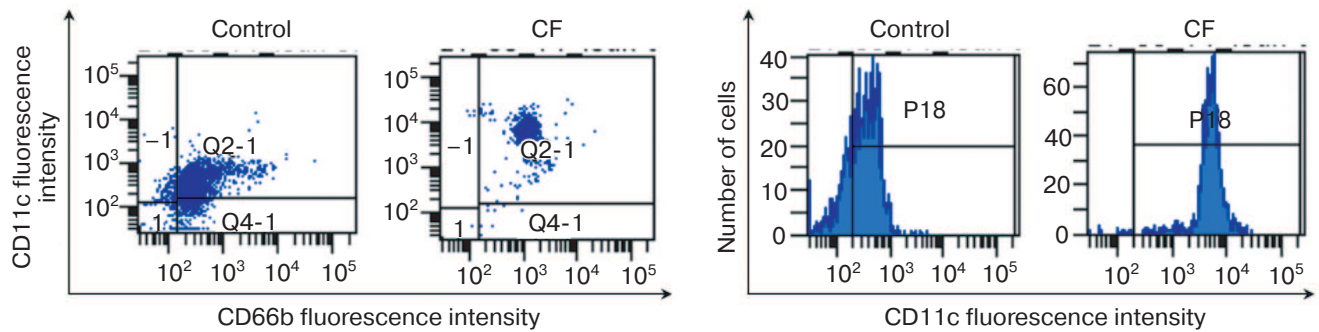 Control
CF
CD11c fluorescence
intensity
10^5
10^4
10^3
10^2
–1
Q2-1
1
Q4-1
10^2 10^3 10^4 10^5
10^5
10^4
10^3
10^2
–1
Q2-1
1
Q4-1
10^2 10^3 10^4 10^5
CD66b fluorescence intensity
Control
CF
Number of cells
40
30
20
10
0
P18
10^2 10^3 10^4 10^5
60
40
20
0
P18
10^2 10^3 10^4 10^5
CD11c fluorescence intensity